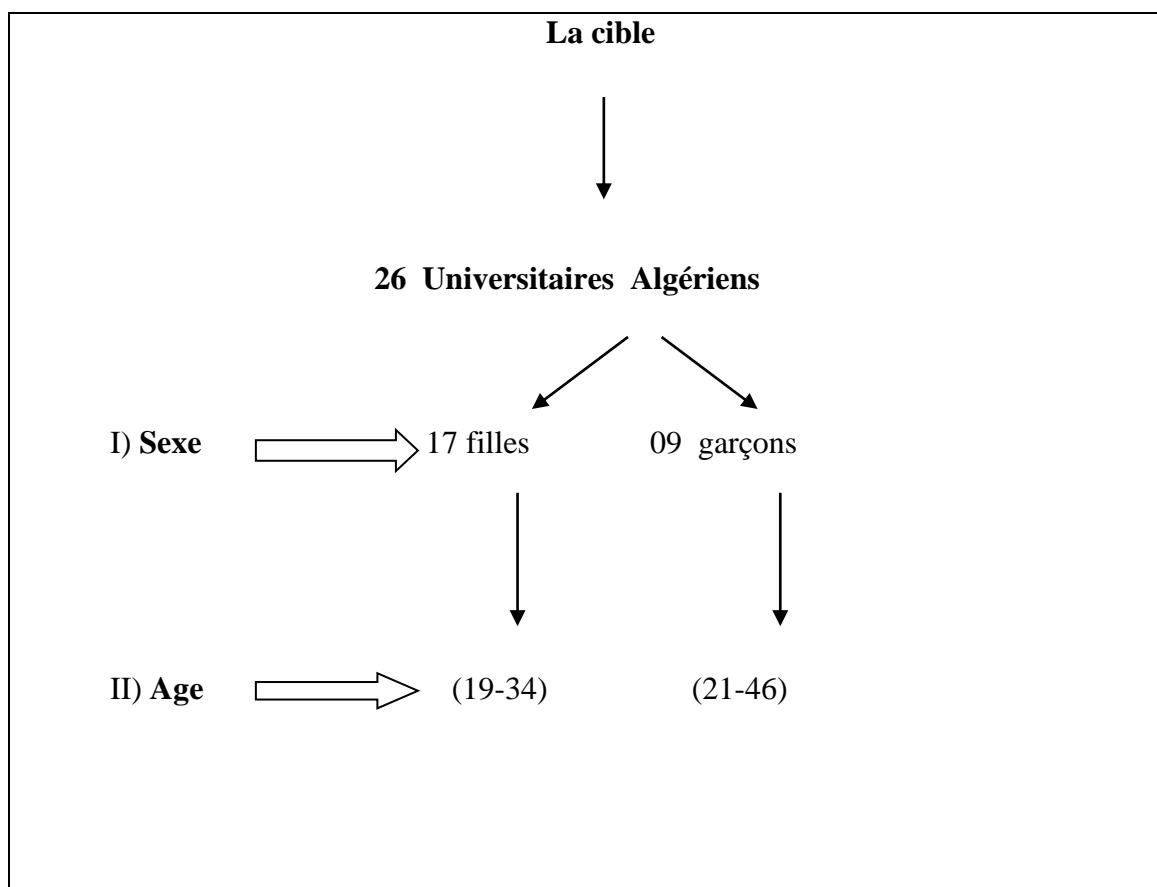 La cible
26 Universitaires Algériens
I) Sexe 17 filles 09 garçons
II) Age (19-34) (21-46)